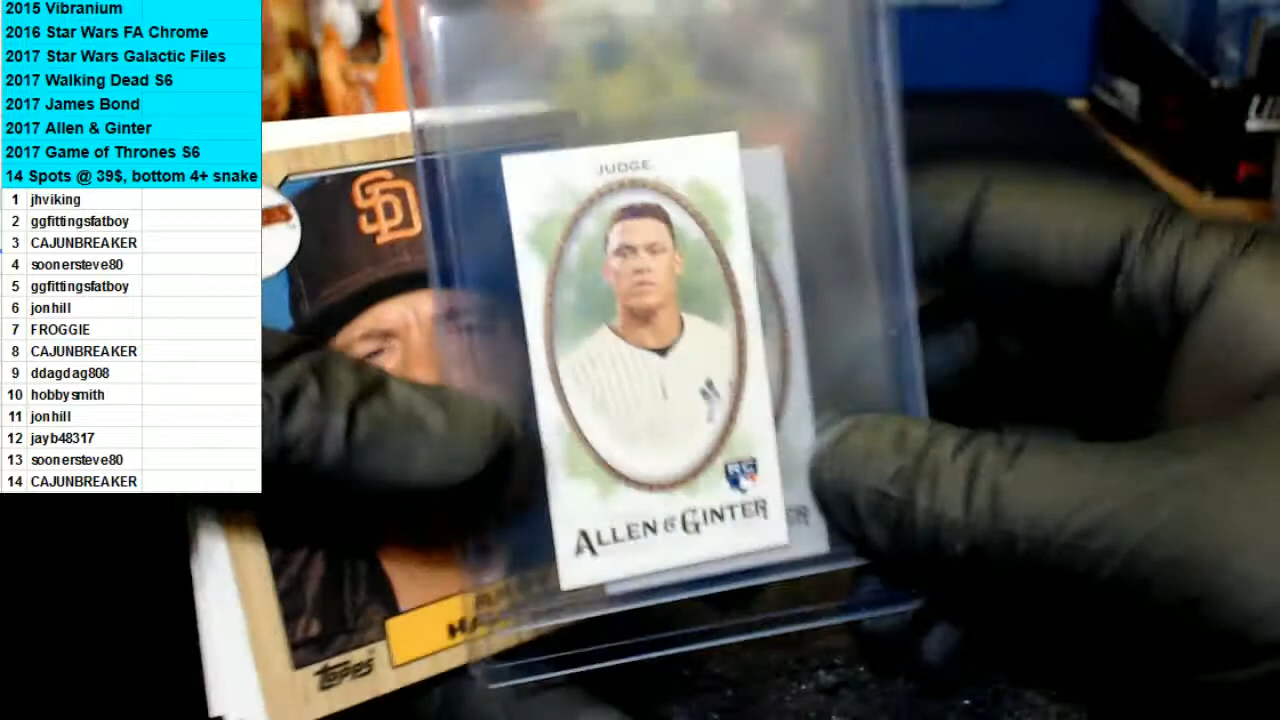 2015 Vibranium
2016 Star Wars FA Chrome
2017 Star Wars Galactic Files
2017 Walking Dead S6
2017 James Bond
2017 Allen & Ginter
2017 Game of Thrones S6
14 Spots @ 39$, bottom 4+ snake
1 jhviking
2 ggfittingsfatboy
3 CAJUNBREAKER
4 soonersteve80
5 ggfittingsfatboy
6 jonhill
7 FROGGIE
8 CAJUNBREAKER
9 ddagdag808
10 hobbysmith
11 jonhill
12 jayb48317
13 soonersteve80
14 CAJUNBREAKER
SD
JUDGE
RC
ALLEN & GINTER
Topps